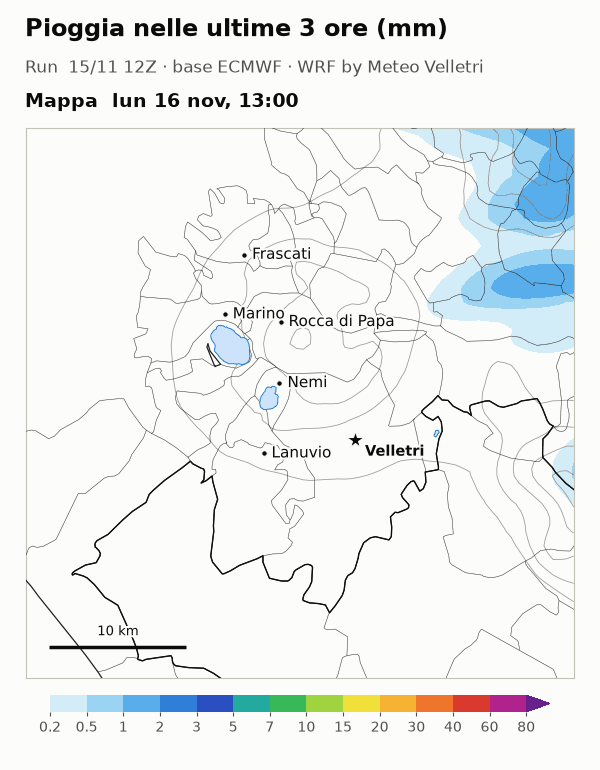 Pioggia nelle ultime 3 ore (mm)
Run  15/11 12Z · base ECMWF · WRF by Meteo Velletri
Mappa  lun 16 nov, 13:00
Frascati
Marino
Rocca di Papa
Nemi
Velletri
Lanuvio
10 km
0.2 0.5 1 2 3 5 7 10 15 20 30 40 60 80